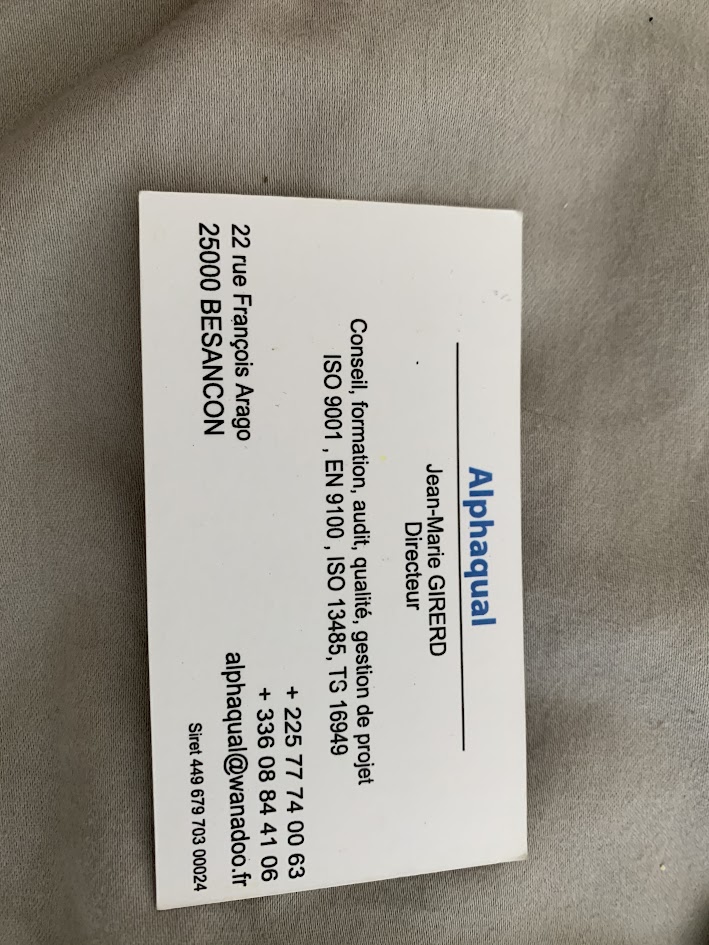 Alphaqual
Jean-Marie GIRERD
Directeur
Conseil, formation, audit, qualité, gestion de projet
ISO 9001 , EN 9100 , ISO 13485, TS 16949
+ 225 77 74 00 63
+ 336 08 84 41 06
22 rue François Arago
alphaqual@wanadoo.fr
25000 BESANCON
Siret 449 679 703 00024